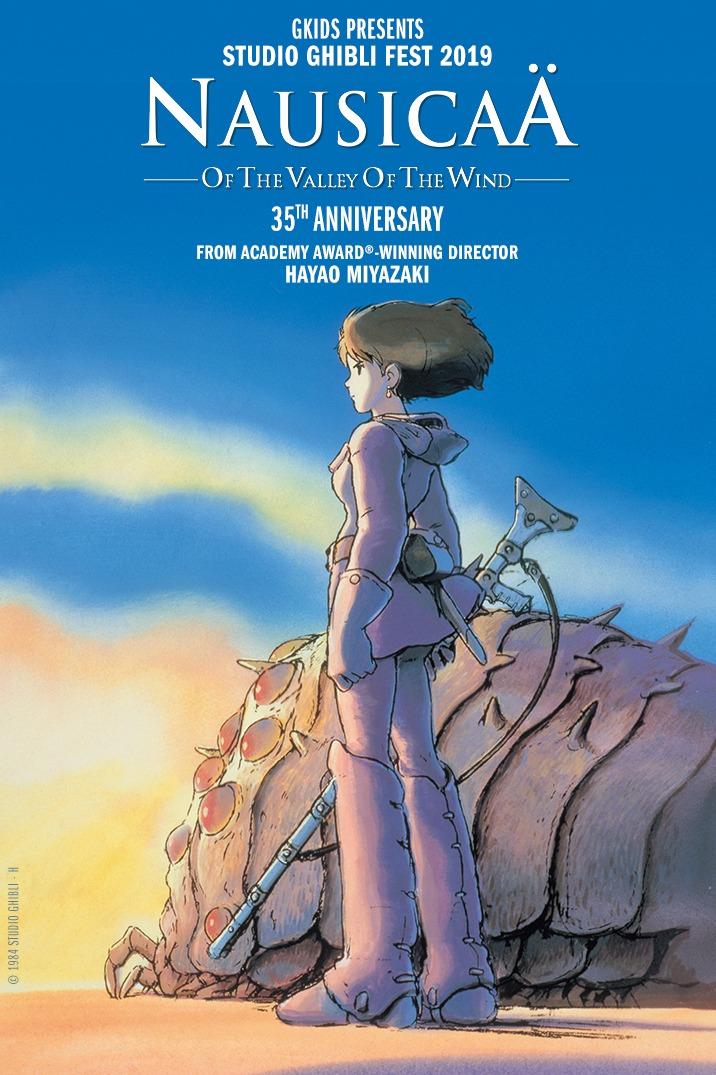 GKIDS PRESENTS
STUDIO GHIBLI FEST 2019
NAUSICAÄ
OF THE VALLEY OF THE WIND
35TH ANNIVERSARY
FROM ACADEMY AWARD®-WINNING DIRECTOR
HAYAO MIYAZAKI
© 1984 STUDIO GHIBLI - H